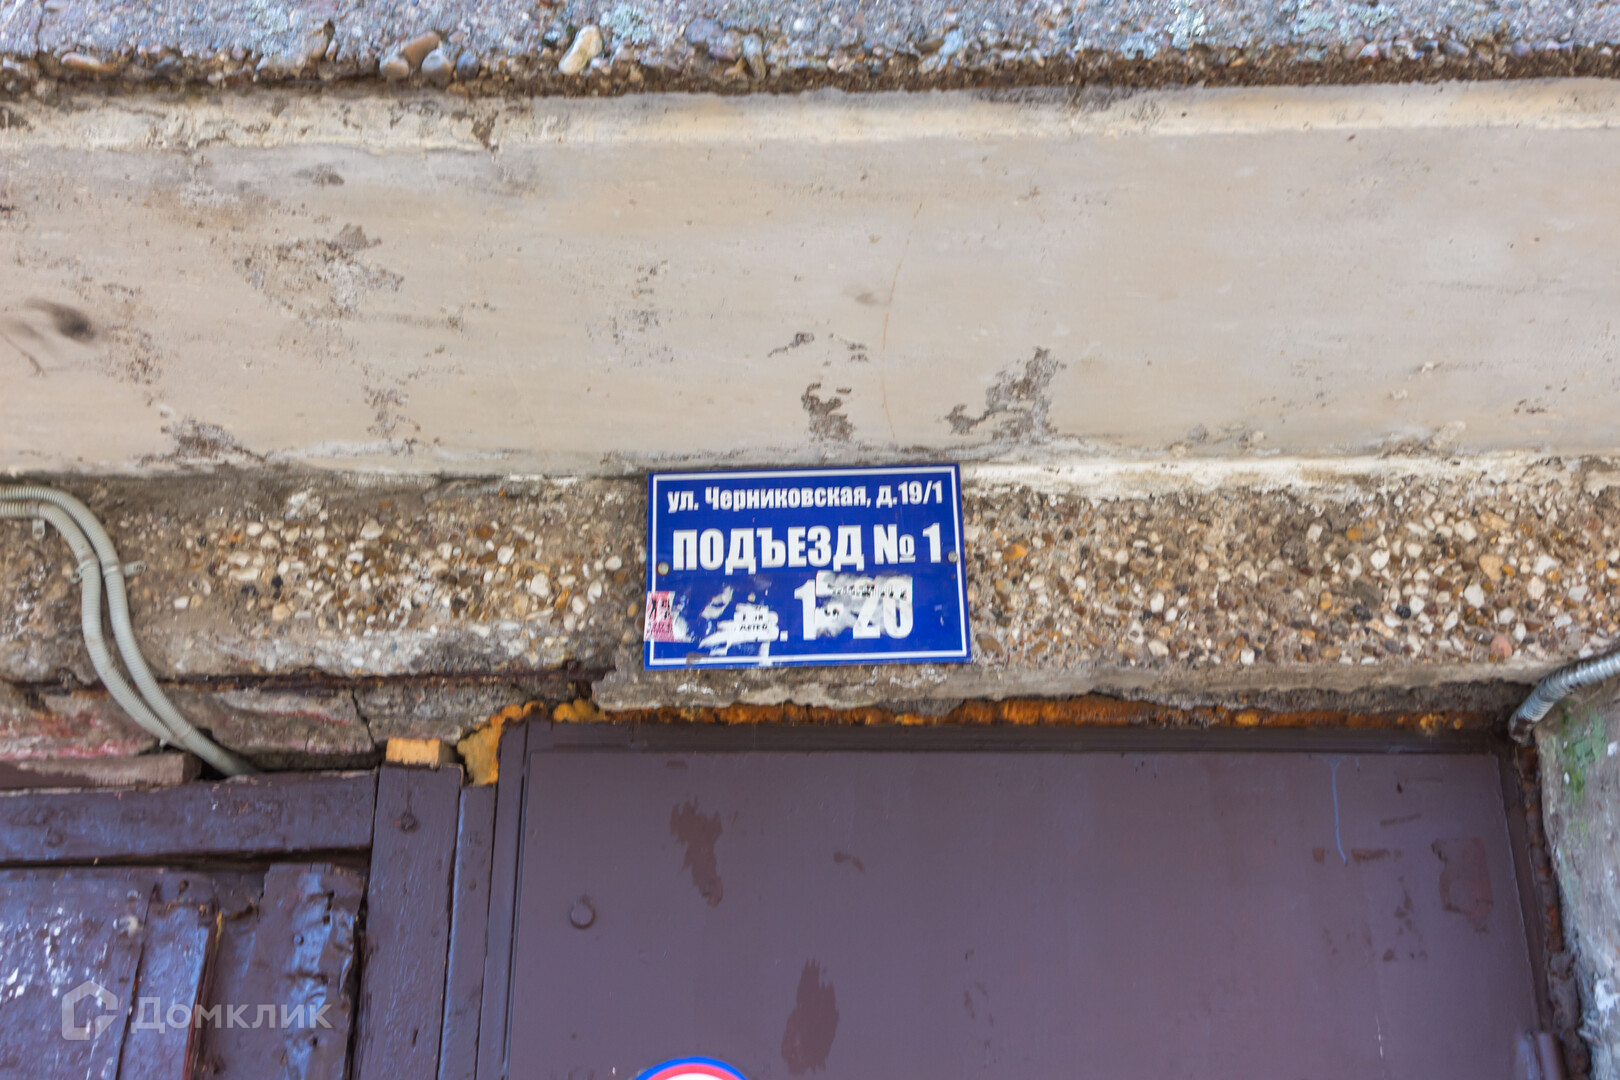 ул. Черниковская, д.19/1
ПОДЪЕЗД № 1
Домклик